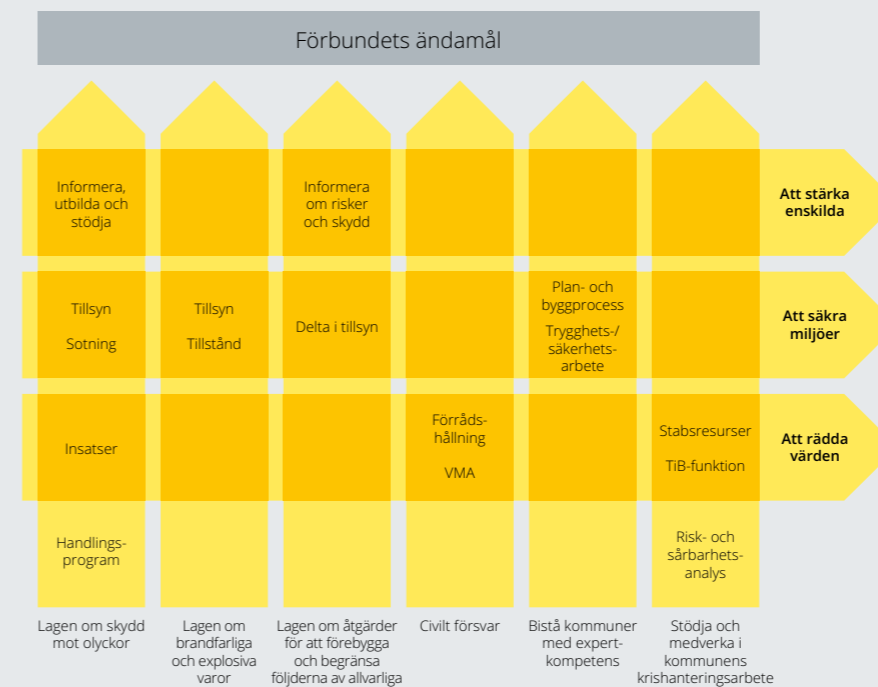 Förbundets ändamål
Informera,
utbilda och
stödja
Informera
om risker
och skydd
Att stärka
enskilda
Tillsyn
Sotning
Tillsyn
Tillstånd
Delta i tillsyn
Plan- och
byggprocess
Trygghets-/
säkerhets-
arbete
Att säkra
miljöer
Insatser
Förråds-
hållning
VMA
Stabsresurser
TiB-funktion
Att rädda
värden
Handlings-
program
Risk- och
sårbarhets-
analys
Lagen om skydd
mot olyckor
Lagen om
brandfarliga
och explosiva
varor
Lagen om åtgärder
för att förebygga
och begränsa
följderna av allvarliga
Civilt försvar
Bistå kommuner
med expert-
kompetens
Stödja och
medverka i
kommunens
krishanteringsarbete